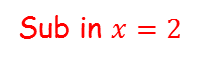 Sub in x = 2